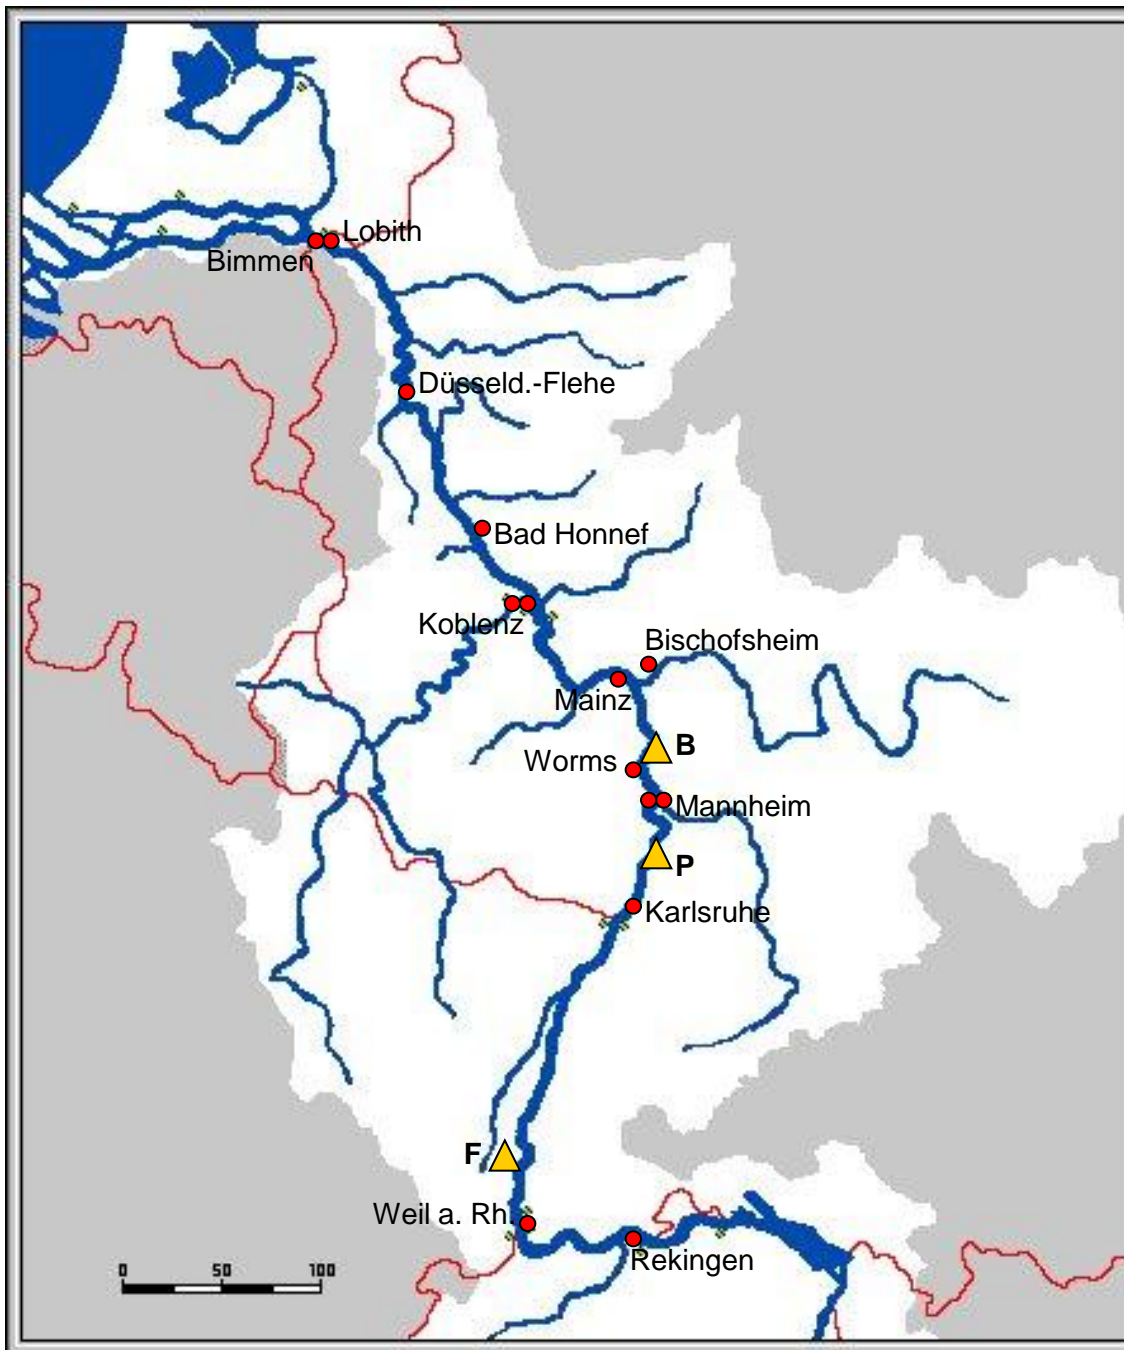 Lobith
Bimmen
Düsseld.-Flehe
Bad Honnef
Koblenz
Bischofsheim
Mainz
B
Worms
Mannheim
P
Karlsruhe
F
Weil a. Rh.
Rekingen
0 50 100